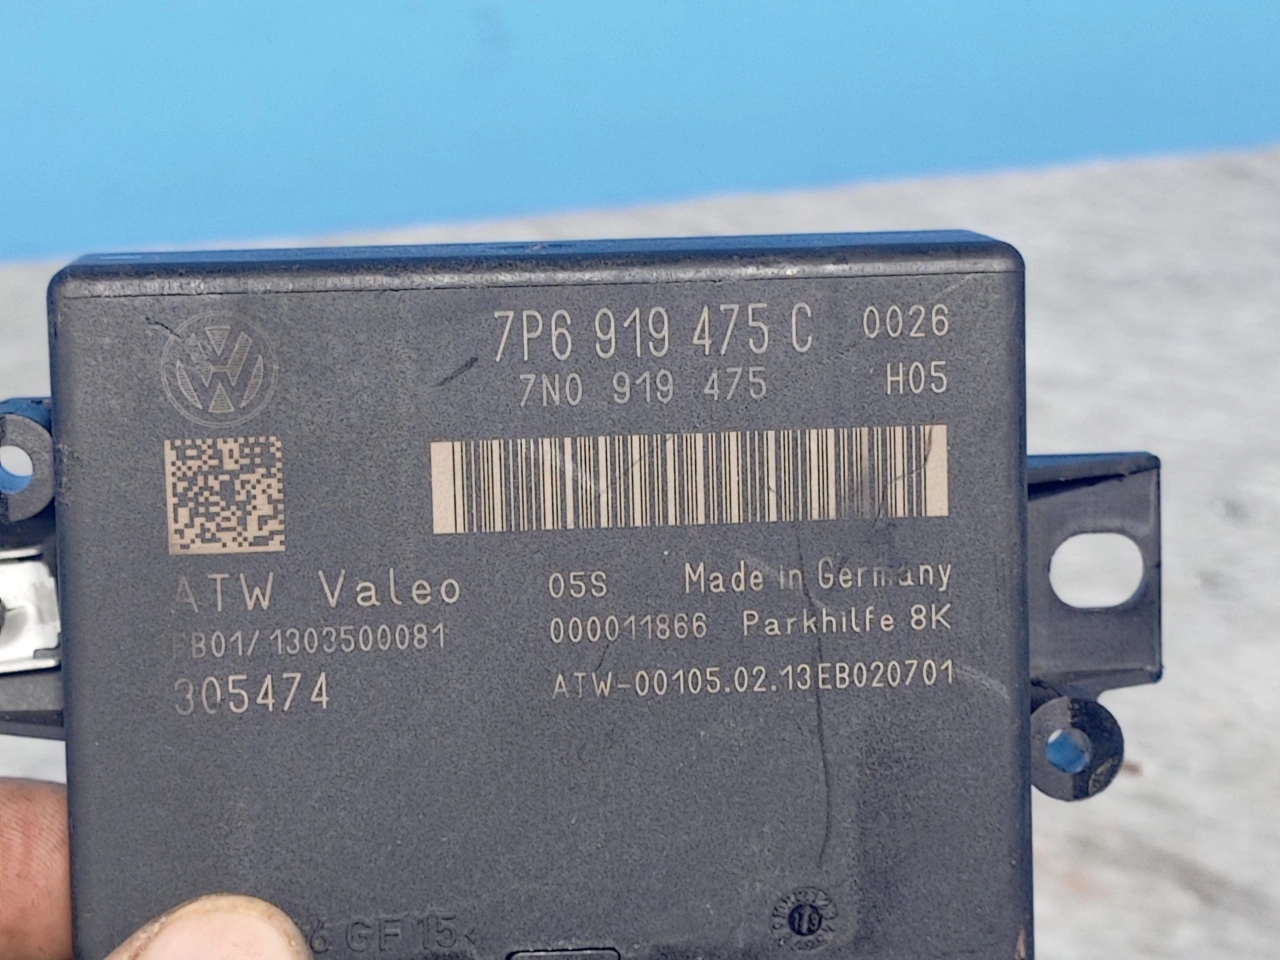 7P6 919 475 C 0026
7N0 919 475 H05
ATW Valeo 05S Made in Germany
EB01/1303500081 000011866 Parkhilfe 8K
305474 ATW-00105.02.13EB020701
GF 15<